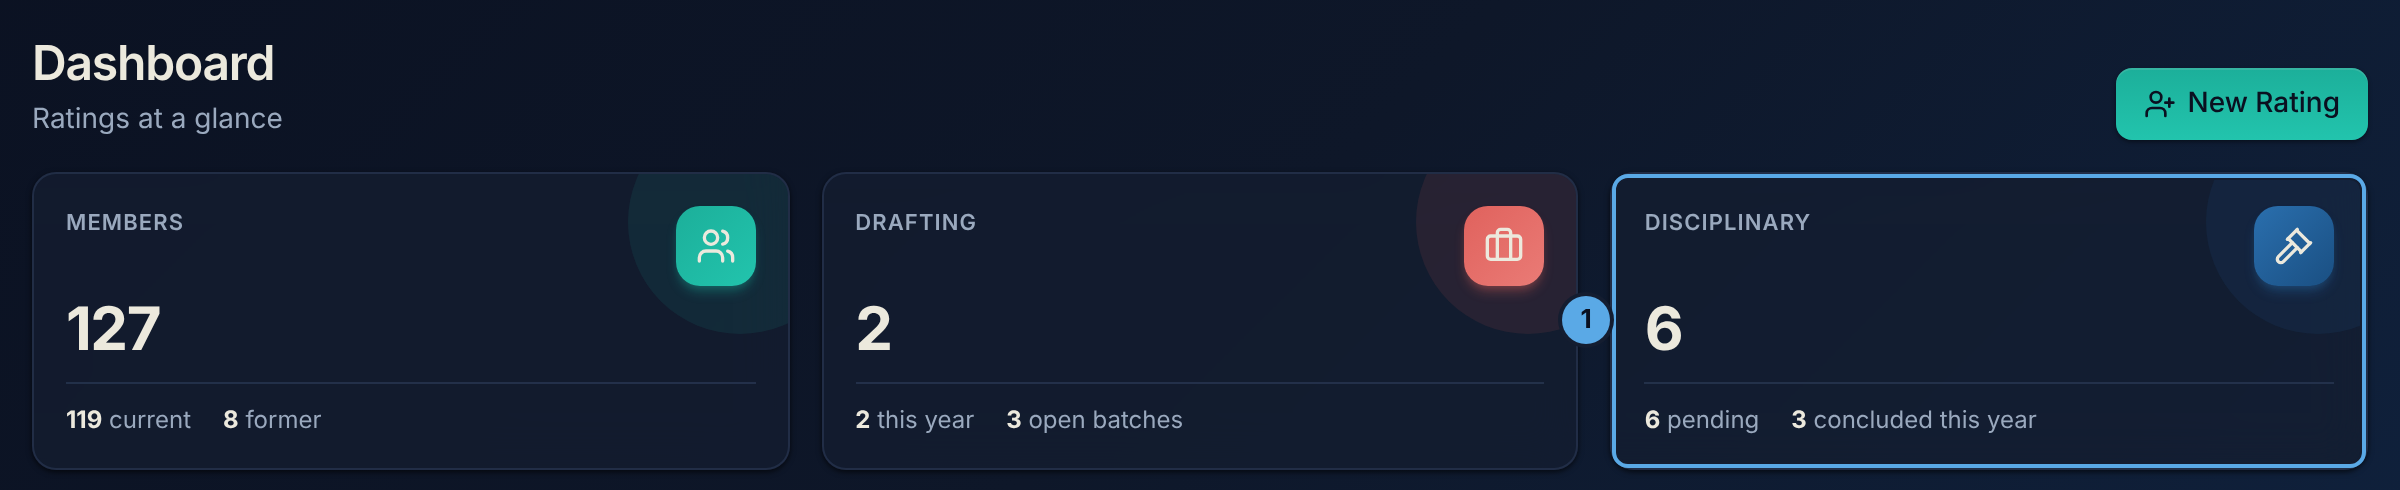 Dashboard
Ratings at a glance
New Rating
MEMBERS
127
119 current 8 former
DRAFTING
2
2 this year 3 open batches
1
DISCIPLINARY
6
6 pending 3 concluded this year